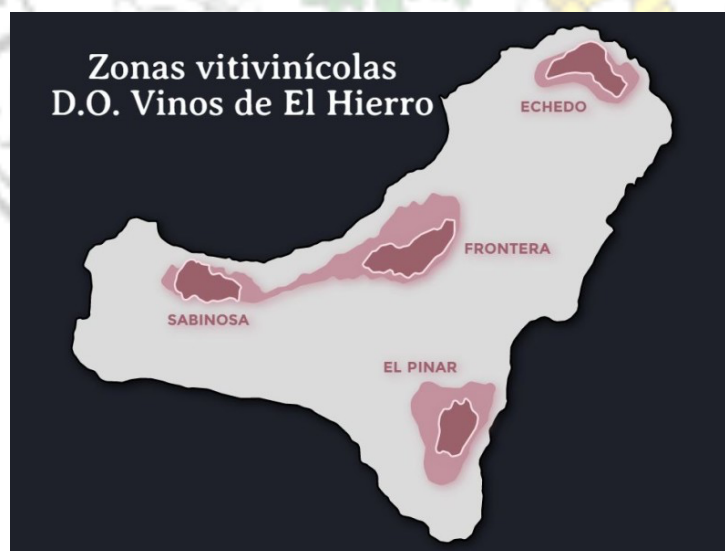 Zonas vitivinícolas
D.O. Vinos de El Hierro
ECHEDO
FRONTERA
SABINOSA
EL PINAR